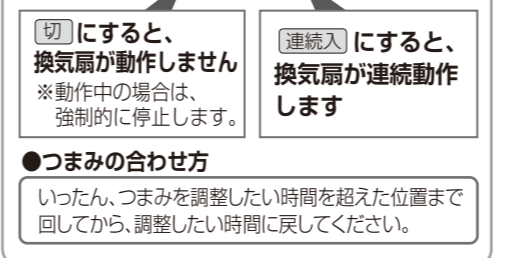 切 にすると、
換気扇が動作しません
※動作中の場合は、
強制的に停止します。
連続入 にすると、
換気扇が連続動作
します
●つまみの合わせ方
いったん、つまみを調整したい時間を超えた位置まで
回してから、調整したい時間に戻してください。